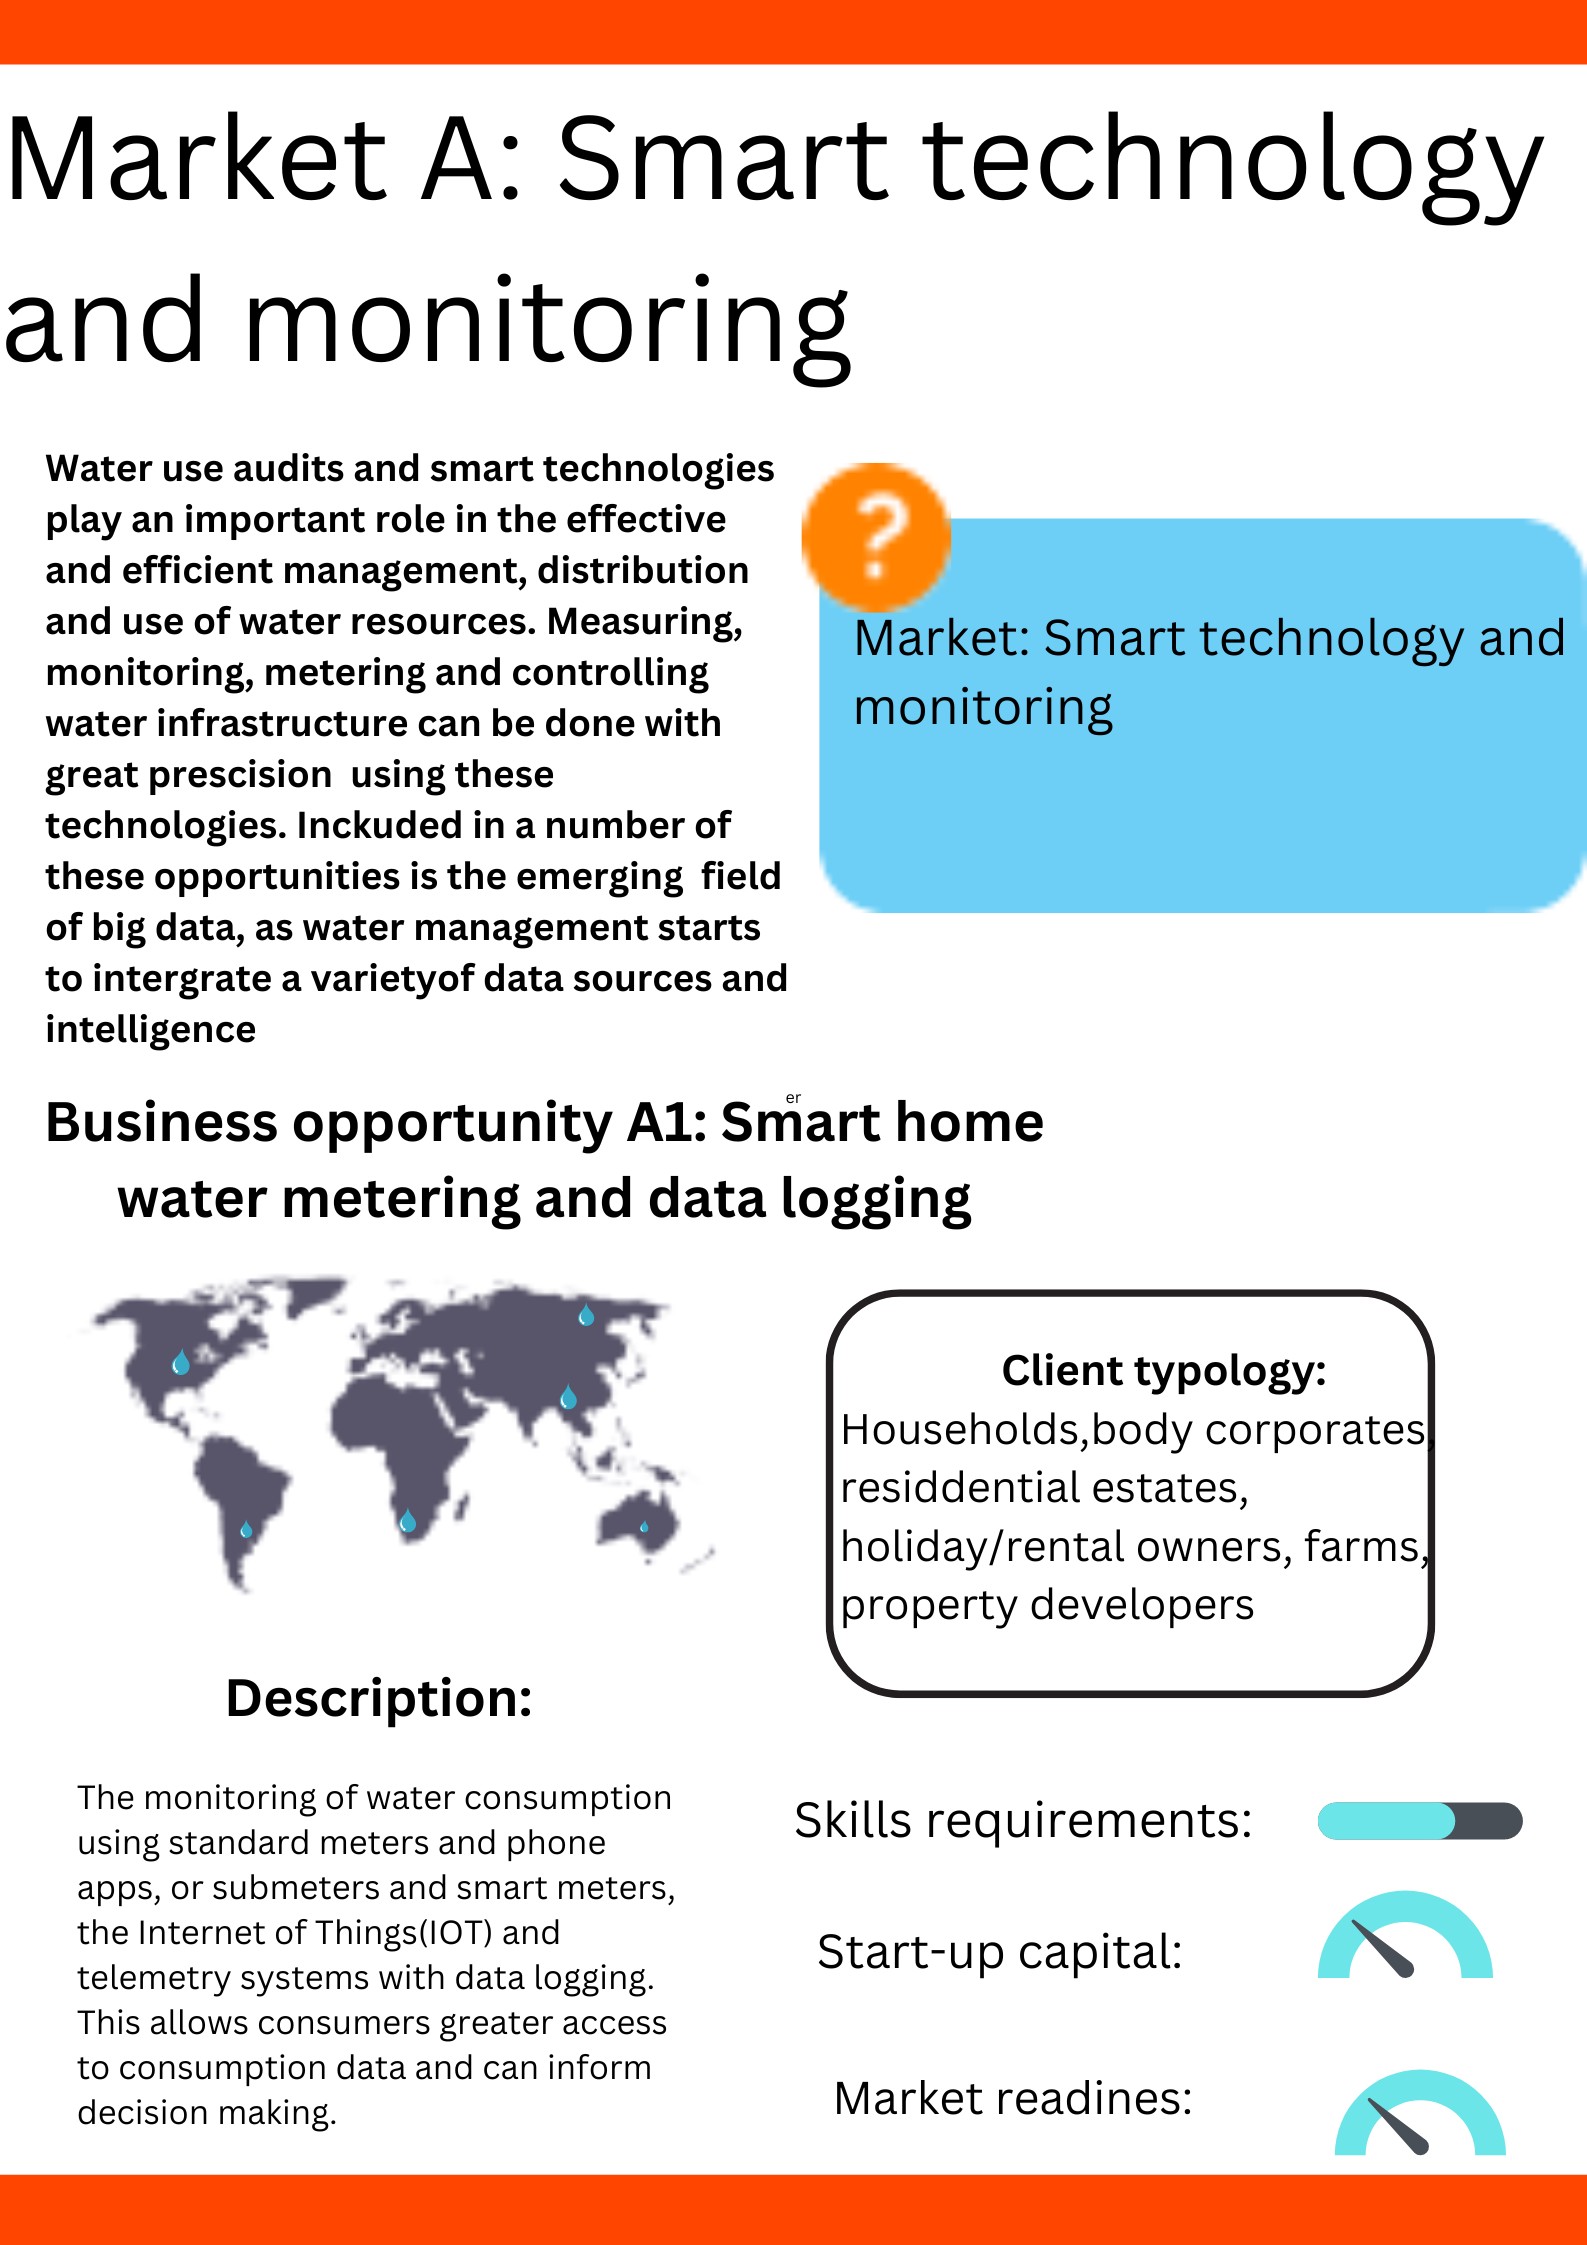 Market A: Smart technology
and monitoring
Water use audits and smart technologies
play an important role in the effective
and efficient management, distribution
and use of water resources. Measuring,
monitoring, metering and controlling
water infrastructure can be done with
great prescision  using these
technologies. Inckuded in a number of
these opportunities is the emerging  field
of big data, as water management starts
to intergrate a varietyof data sources and
intelligence
?
Market: Smart technology and
monitoring
er
Business opportunity A1: Smart home
water metering and data logging
Client typology:
Households,body corporates,
residdential estates,
holiday/rental owners, farms,
property developers
Description:
The monitoring of water consumption
using standard meters and phone
apps, or submeters and smart meters,
the Internet of Things(IOT) and
telemetry systems with data logging.
This allows consumers greater access
to consumption data and can inform
decision making.
Skills requirements:
Start-up capital:
Market readines: